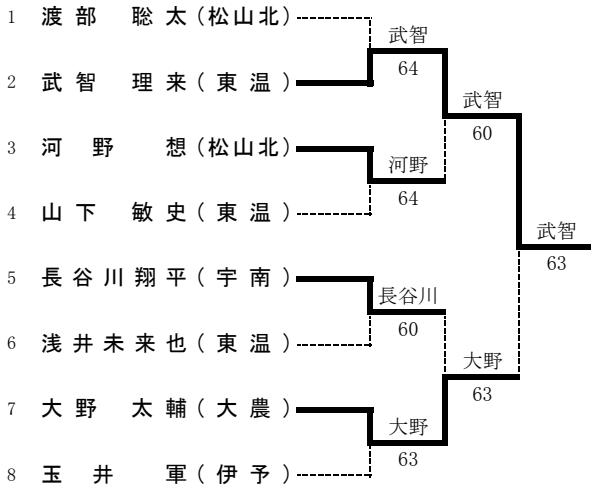 1 渡部 聡太(松山北)
2 武智 理来(東温)
3 河野 想(松山北)
4 山下 敏史(東温)
5 長谷川翔平(宇南)
6 浅井未来也(東温)
7 大野 太輔(大農)
8 玉井 軍(伊予)
武智
64
河野
64
長谷川
60
大野
63
武智
60
大野
63
武智
63